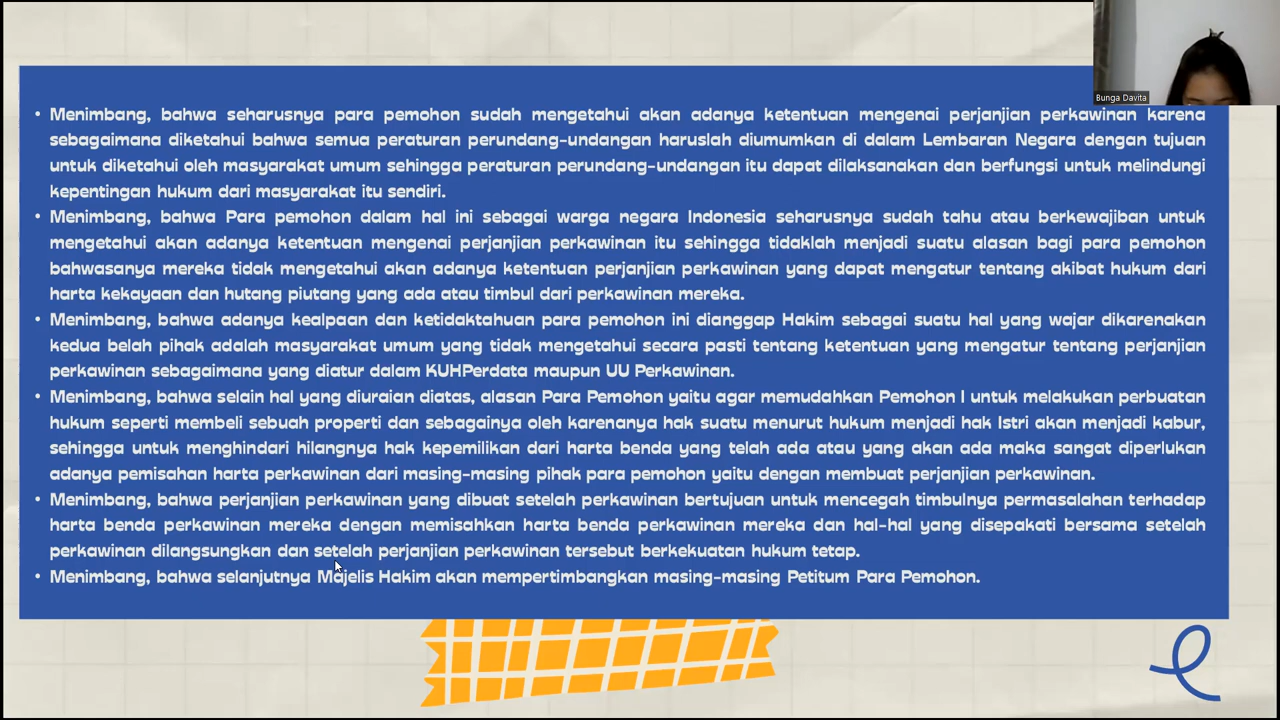 Bunga Davita
• Menimbang, bahwa seharusnya para pemohon sudah mengetahui akan adanya ketentuan mengenai perjanjian perkawinan karena
sebagaimana diketahui bahwa semua peraturan perundang-undangan haruslah diumumkan di dalam Lembaran Negara dengan tujuan
untuk diketahui oleh masyarakat umum sehingga peraturan perundang-undangan itu dapat dilaksanakan dan berfungsi untuk melindungi
kepentingan hukum dari masyarakat itu sendiri.
• Menimbang, bahwa Para pemohon dalam hal ini sebagai warga negara Indonesia seharusnya sudah tahu atau berkewajiban untuk
mengetahui akan adanya ketentuan mengenai perjanjian perkawinan itu sehingga tidaklah menjadi suatu alasan bagi para pemohon
bahwasanya mereka tidak mengetahui akan adanya ketentuan perjanjian perkawinan yang dapat mengatur tentang akibat hukum dari
harta kekayaan dan hutang piutang yang ada atau timbul dari perkawinan mereka.
• Menimbang, bahwa adanya kealpaan dan ketidaktahuan para pemohon ini dianggap Hakim sebagai suatu hal yang wajar dikarenakan
kedua belah pihak adalah masyarakat umum yang tidak mengetahui secara pasti tentang ketentuan yang mengatur tentang perjanjian
perkawinan sebagaimana yang diatur dalam KUHPerdata maupun UU Perkawinan.
• Menimbang, bahwa selain hal yang diuraian diatas, alasan Para Pemohon yaitu agar memudahkan Pemohon I untuk melakukan perbuatan
hukum seperti membeli sebuah properti dan sebagainya oleh karenanya hak suatu menurut hukum menjadi hak Istri akan menjadi kabur,
sehingga untuk menghindari hilangnya hak kepemilikan dari harta benda yang telah ada atau yang akan ada maka sangat diperlukan
adanya pemisahan harta perkawinan dari masing-masing pihak para pemohon yaitu dengan membuat perjanjian perkawinan.
• Menimbang, bahwa perjanjian perkawinan yang dibuat setelah perkawinan bertujuan untuk mencegah timbulnya permasalahan terhadap
harta benda perkawinan mereka dengan memisahkan harta benda perkawinan mereka dan hal-hal yang disepakati bersama setelah
perkawinan dilangsungkan dan setelah perjanjian perkawinan tersebut berkekuatan hukum tetap.
• Menimbang, bahwa selanjutnya Majelis Hakim akan mempertimbangkan masing-masing Petitum Para Pemohon.